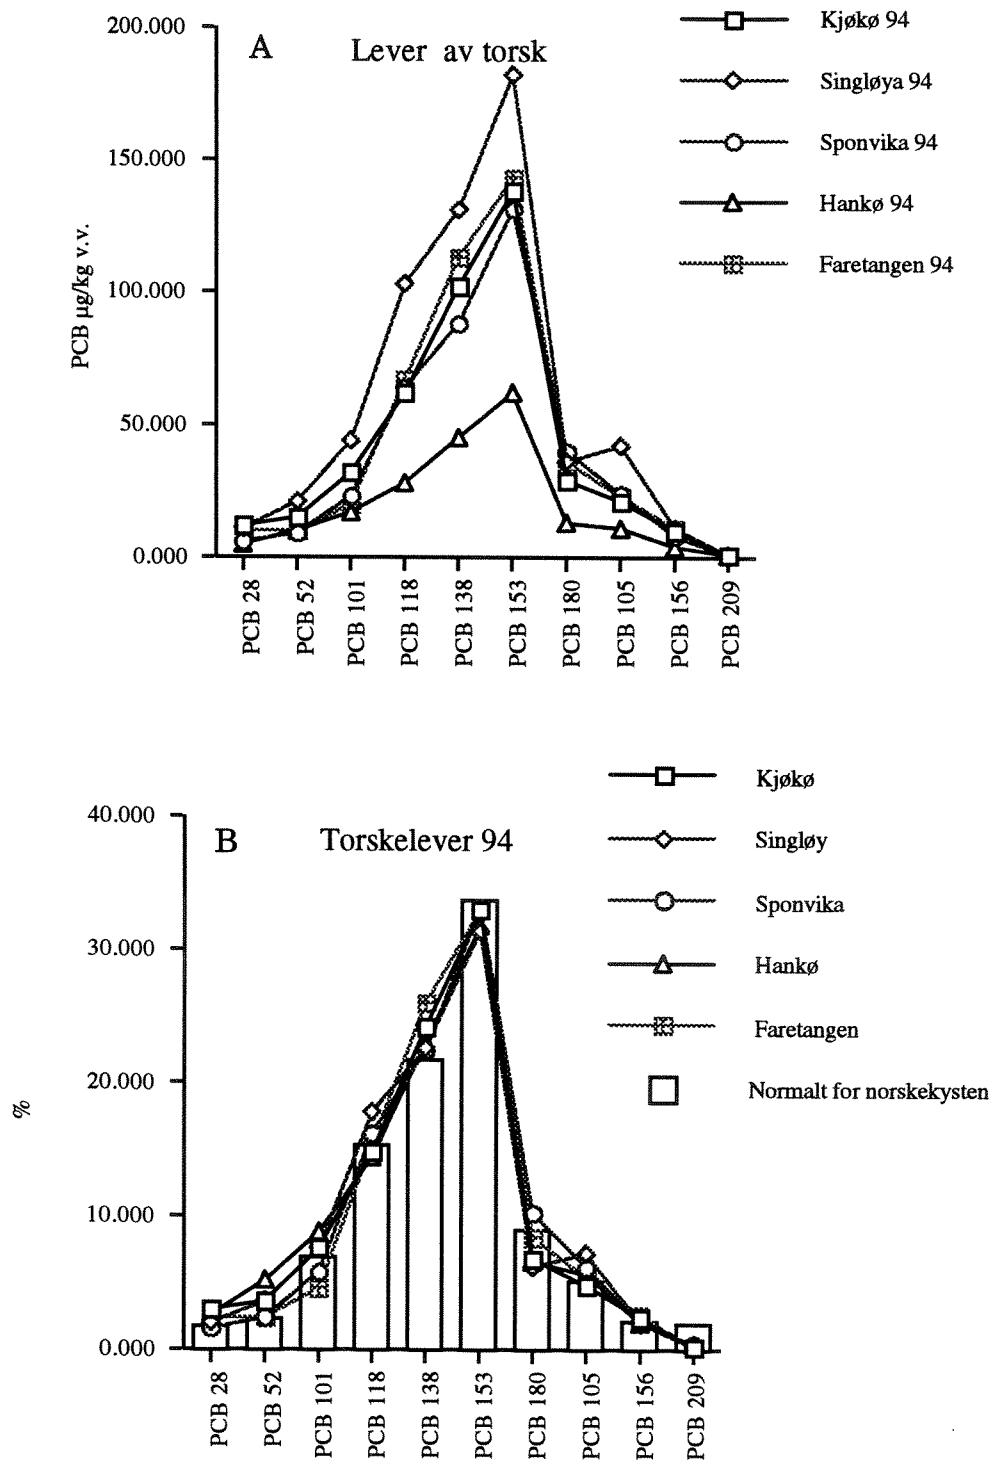 200.000
A
Lever av torsk
150.000
100.000
50.000
0.000
PCB µg/kg v.v.
PCB 28
PCB 52
PCB 101
PCB 118
PCB 138
PCB 153
PCB 180
PCB 105
PCB 156
PCB 209
Kjøkø 94
Singløya 94
Sponvika 94
Hankø 94
Faretangen 94
40.000
B
Torskelever 94
30.000
20.000
10.000
0.000
%
PCB 28
PCB 52
PCB 101
PCB 118
PCB 138
PCB 153
PCB 180
PCB 105
PCB 156
PCB 209
Kjøkø
Singløy
Sponvika
Hankø
Faretangen
Normalt for norskekysten